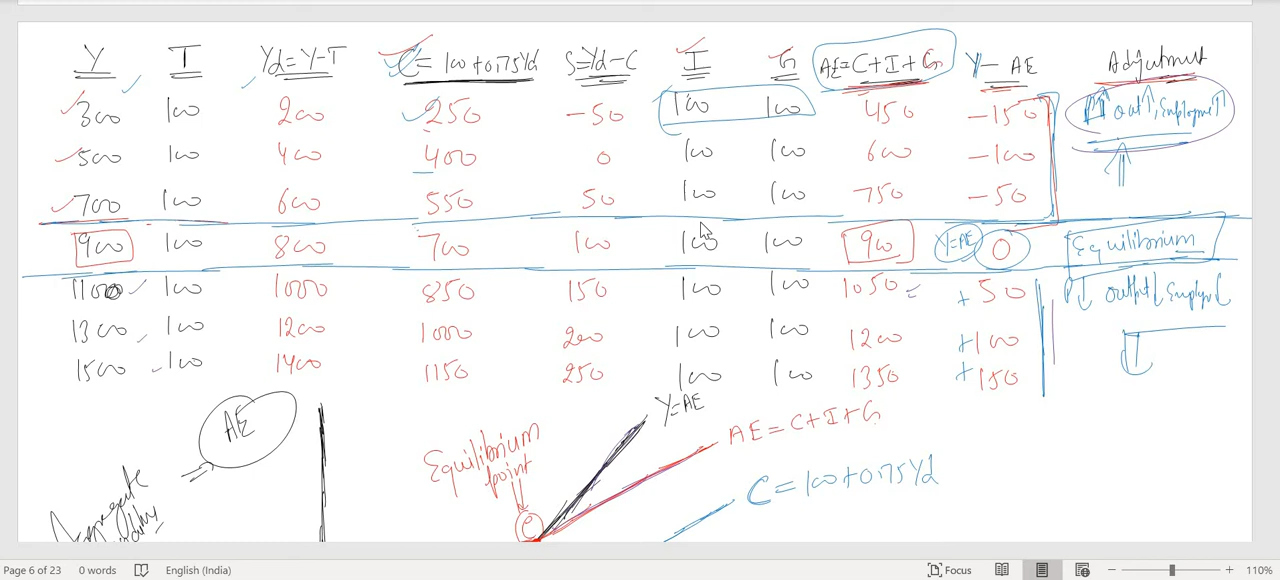 Y T Yd=Y-T C=100+0.75Yd S=Yd-C I G AE=C+I+G Y-AE Adjustment
300 100 200 250 -50 100 100 450 -150 ↑ out↑, Employme↑
500 100 400 400 0 100 100 600 -100
700 100 600 550 50 100 100 750 -50
900 100 800 700 100 100 100 900 Y=AE 0 Equilibrium
1100 100 1000 850 150 100 100 1050 = +50 ↓ output↓, Employ↓
1300 100 1200 1000 200 100 100 1200 +100
1500 100 1400 1150 250 100 100 1350 +150
AE
Aggregate
Equilibrium
point
e
Y=AE
AE=C+I+G
C=100+0.75Yd
Page 6 of 23 0 words English (India) Focus 110%